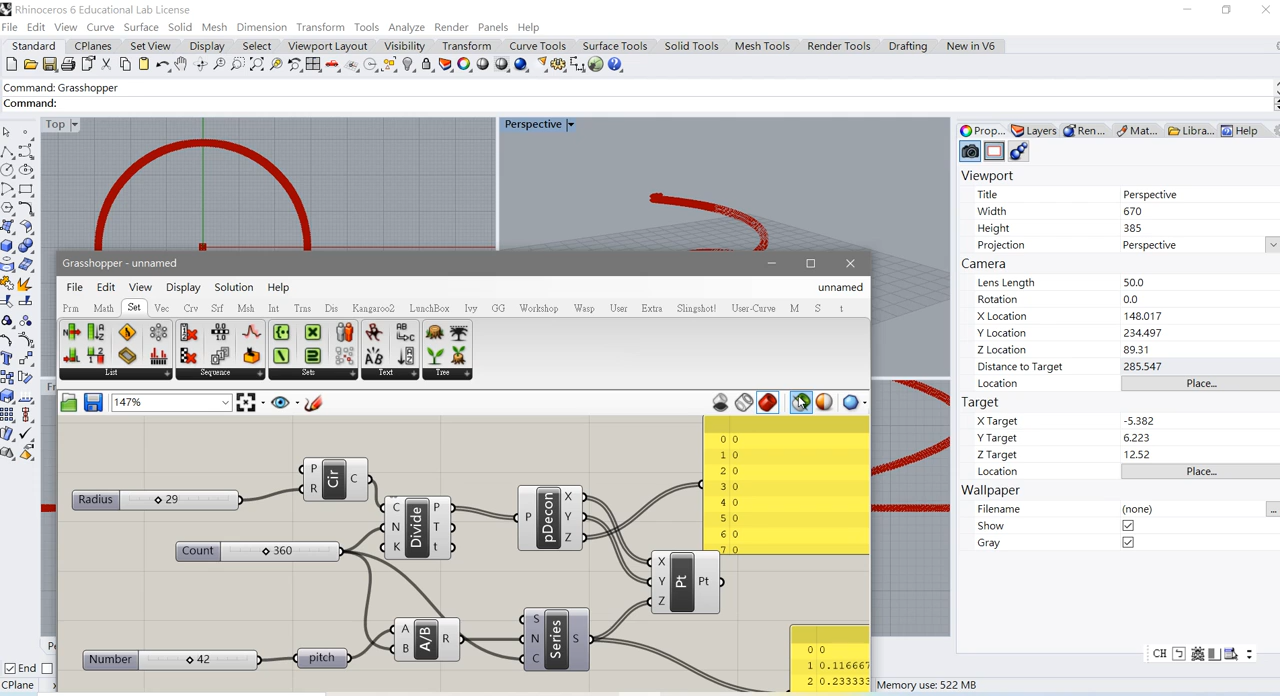 Rhinoceros 6 Educational Lab License
File Edit View Curve Surface Solid Mesh Dimension Transform Tools Analyze Render Panels Help
Standard CPlanes Set View Display Select Viewport Layout Visibility Transform Curve Tools Surface Tools Solid Tools Mesh Tools Render Tools Drafting New in V6
Command: Grasshopper
Command:
Top
Perspective
Prop... Layers Ren... Mat... Libra... Help
Viewport
Title Perspective
Width 670
Height 385
Projection Perspective
Camera
Lens Length 50.0
Rotation 0.0
X Location 148.017
Y Location 234.497
Z Location 89.31
Distance to Target 285.547
Location Place...
Target
X Target -5.382
Y Target 6.223
Z Target 12.52
Location Place...
Wallpaper
Filename (none) ...
Show
Gray
Grasshopper - unnamed
File Edit View Display Solution Help unnamed
Prm Math Set Vec Crv Srf Msh Int Trns Dis Kangaroo2 LunchBox Ivy GG Workshop Wasp User Extra Slingshot! User-Curve M S t
List Sequence Sets Text Tree
147%
Radius 29
P R Cir C
Count 360
C N K Divide P T t
P pDecon X Y Z
X Y Z Pt Pt
Number 42
pitch
A B A/B R
S N C Series S
0 0
1 0
2 0
3 0
4 0
5 0
6 0
7 0
0 0
1 0.116667
2 0.233333
CH
End
CPlane
Memory use: 522 MB